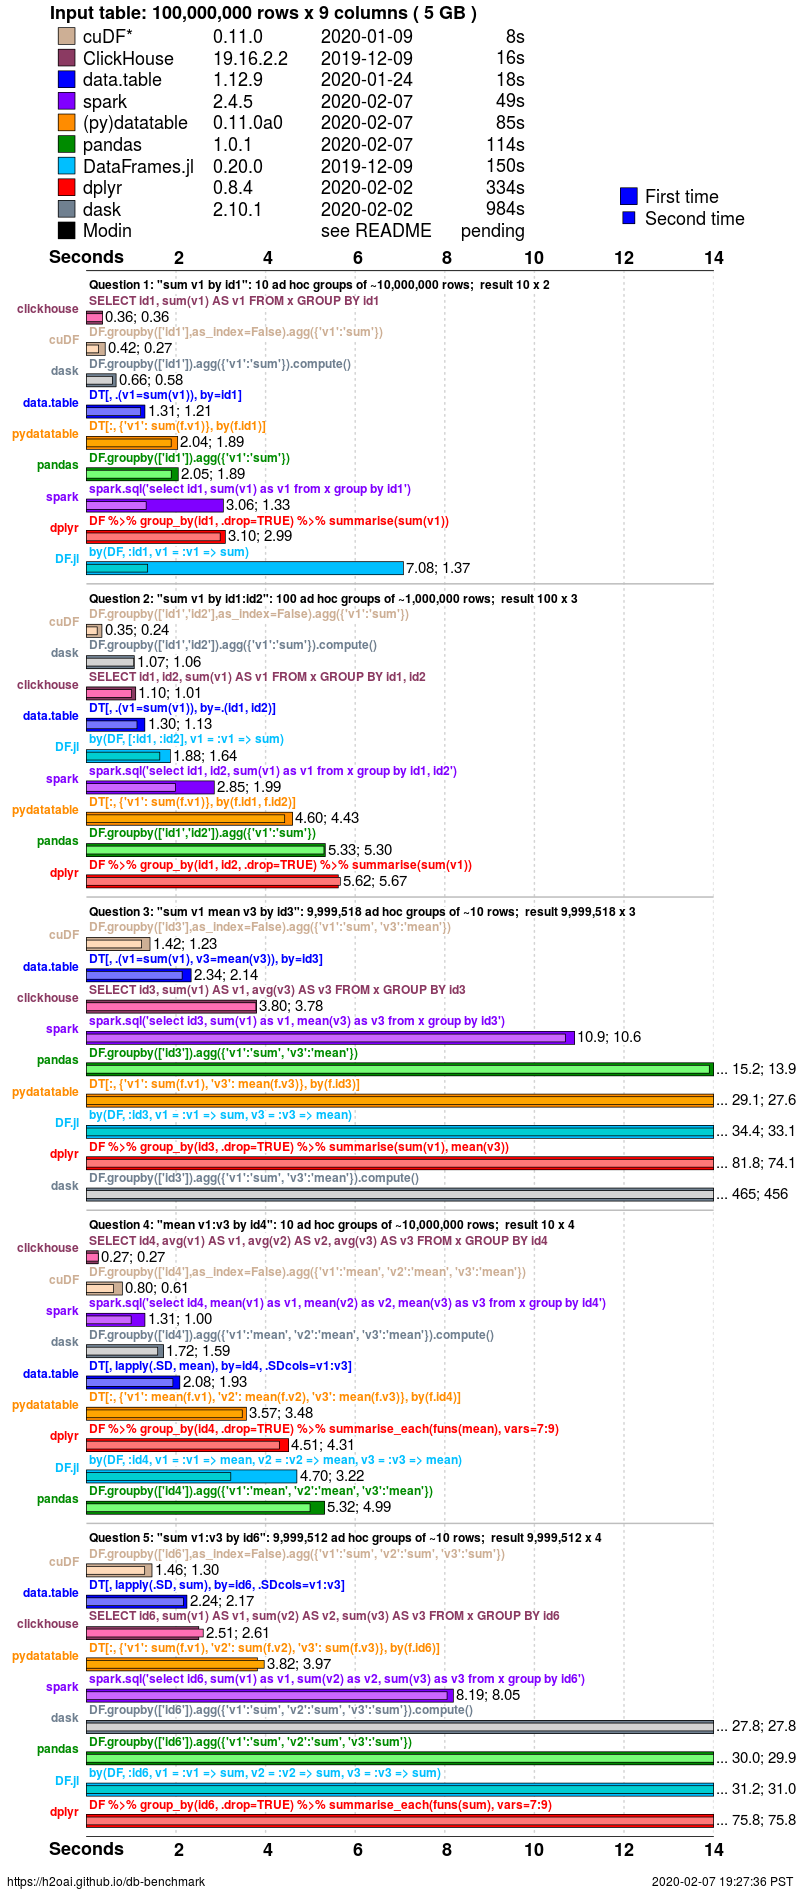 Input table: 100,000,000 rows x 9 columns ( 5 GB )
cuDF* 0.11.0 2020-01-09 8s
ClickHouse 19.16.2.2 2019-12-09 16s
data.table 1.12.9 2020-01-24 18s
spark 2.4.5 2020-02-07 49s
(py)datatable 0.11.0a0 2020-02-07 85s
pandas 1.0.1 2020-02-07 114s
DataFrames.jl 0.20.0 2019-12-09 150s
dplyr 0.8.4 2020-02-02 334s
dask 2.10.1 2020-02-02 984s
Modin see README pending
First time
Second time
Seconds 2 4 6 8 10 12 14
Question 1: "sum v1 by id1": 10 ad hoc groups of ~10,000,000 rows;  result 10 x 2
clickhouse SELECT id1, sum(v1) AS v1 FROM x GROUP BY id1
0.36; 0.36
cuDF DF.groupby(['id1'],as_index=False).agg({'v1':'sum'})
0.42; 0.27
dask DF.groupby(['id1']).agg({'v1':'sum'}).compute()
0.66; 0.58
data.table DT[, .(v1=sum(v1)), by=id1]
1.31; 1.21
pydatatable DT[:, {'v1': sum(f.v1)}, by(f.id1)]
2.04; 1.89
pandas DF.groupby(['id1']).agg({'v1':'sum'})
2.05; 1.89
spark spark.sql('select id1, sum(v1) as v1 from x group by id1')
3.06; 1.33
dplyr DF %>% group_by(id1, .drop=TRUE) %>% summarise(sum(v1))
3.10; 2.99
DF.jl by(DF, :id1, v1 = :v1 => sum)
7.08; 1.37
Question 2: "sum v1 by id1:id2": 100 ad hoc groups of ~1,000,000 rows;  result 100 x 3
cuDF DF.groupby(['id1','id2'],as_index=False).agg({'v1':'sum'})
0.35; 0.24
dask DF.groupby(['id1','id2']).agg({'v1':'sum'}).compute()
1.07; 1.06
clickhouse SELECT id1, id2, sum(v1) AS v1 FROM x GROUP BY id1, id2
1.10; 1.01
data.table DT[, .(v1=sum(v1)), by=.(id1, id2)]
1.30; 1.13
DF.jl by(DF, [:id1, :id2], v1 = :v1 => sum)
1.88; 1.64
spark spark.sql('select id1, id2, sum(v1) as v1 from x group by id1, id2')
2.85; 1.99
pydatatable DT[:, {'v1': sum(f.v1)}, by(f.id1, f.id2)]
4.60; 4.43
pandas DF.groupby(['id1','id2']).agg({'v1':'sum'})
5.33; 5.30
dplyr DF %>% group_by(id1, id2, .drop=TRUE) %>% summarise(sum(v1))
5.62; 5.67
Question 3: "sum v1 mean v3 by id3": 9,999,518 ad hoc groups of ~10 rows;  result 9,999,518 x 3
cuDF DF.groupby(['id3'],as_index=False).agg({'v1':'sum', 'v3':'mean'})
1.42; 1.23
data.table DT[, .(v1=sum(v1), v3=mean(v3)), by=id3]
2.34; 2.14
clickhouse SELECT id3, sum(v1) AS v1, avg(v3) AS v3 FROM x GROUP BY id3
3.80; 3.78
spark spark.sql('select id3, sum(v1) as v1, mean(v3) as v3 from x group by id3')
10.9; 10.6
pandas DF.groupby(['id3']).agg({'v1':'sum', 'v3':'mean'})
... 15.2; 13.9
pydatatable DT[:, {'v1': sum(f.v1), 'v3': mean(f.v3)}, by(f.id3)]
... 29.1; 27.6
DF.jl by(DF, :id3, v1 = :v1 => sum, v3 = :v3 => mean)
... 34.4; 33.1
dplyr DF %>% group_by(id3, .drop=TRUE) %>% summarise(sum(v1), mean(v3))
... 81.8; 74.1
dask DF.groupby(['id3']).agg({'v1':'sum', 'v3':'mean'}).compute()
... 465; 456
Question 4: "mean v1:v3 by id4": 10 ad hoc groups of ~10,000,000 rows;  result 10 x 4
clickhouse SELECT id4, avg(v1) AS v1, avg(v2) AS v2, avg(v3) AS v3 FROM x GROUP BY id4
0.27; 0.27
cuDF DF.groupby(['id4'],as_index=False).agg({'v1':'mean', 'v2':'mean', 'v3':'mean'})
0.80; 0.61
spark spark.sql('select id4, mean(v1) as v1, mean(v2) as v2, mean(v3) as v3 from x group by id4')
1.31; 1.00
dask DF.groupby(['id4']).agg({'v1':'mean', 'v2':'mean', 'v3':'mean'}).compute()
1.72; 1.59
data.table DT[, lapply(.SD, mean), by=id4, .SDcols=v1:v3]
2.08; 1.93
pydatatable DT[:, {'v1': mean(f.v1), 'v2': mean(f.v2), 'v3': mean(f.v3)}, by(f.id4)]
3.57; 3.48
dplyr DF %>% group_by(id4, .drop=TRUE) %>% summarise_each(funs(mean), vars=7:9)
4.51; 4.31
DF.jl by(DF, :id4, v1 = :v1 => mean, v2 = :v2 => mean, v3 = :v3 => mean)
4.70; 3.22
pandas DF.groupby(['id4']).agg({'v1':'mean', 'v2':'mean', 'v3':'mean'})
5.32; 4.99
Question 5: "sum v1:v3 by id6": 9,999,512 ad hoc groups of ~10 rows;  result 9,999,512 x 4
cuDF DF.groupby(['id6'],as_index=False).agg({'v1':'sum', 'v2':'sum', 'v3':'sum'})
1.46; 1.30
data.table DT[, lapply(.SD, sum), by=id6, .SDcols=v1:v3]
2.24; 2.17
clickhouse SELECT id6, sum(v1) AS v1, sum(v2) AS v2, sum(v3) AS v3 FROM x GROUP BY id6
2.51; 2.61
pydatatable DT[:, {'v1': sum(f.v1), 'v2': sum(f.v2), 'v3': sum(f.v3)}, by(f.id6)]
3.82; 3.97
spark spark.sql('select id6, sum(v1) as v1, sum(v2) as v2, sum(v3) as v3 from x group by id6')
8.19; 8.05
dask DF.groupby(['id6']).agg({'v1':'sum', 'v2':'sum', 'v3':'sum'}).compute()
... 27.8; 27.8
pandas DF.groupby(['id6']).agg({'v1':'sum', 'v2':'sum', 'v3':'sum'})
... 30.0; 29.9
DF.jl by(DF, :id6, v1 = :v1 => sum, v2 = :v2 => sum, v3 = :v3 => sum)
... 31.2; 31.0
dplyr DF %>% group_by(id6, .drop=TRUE) %>% summarise_each(funs(sum), vars=7:9)
... 75.8; 75.8
Seconds 2 4 6 8 10 12 14
https://h2oai.github.io/db-benchmark 2020-02-07 19:27:36 PST